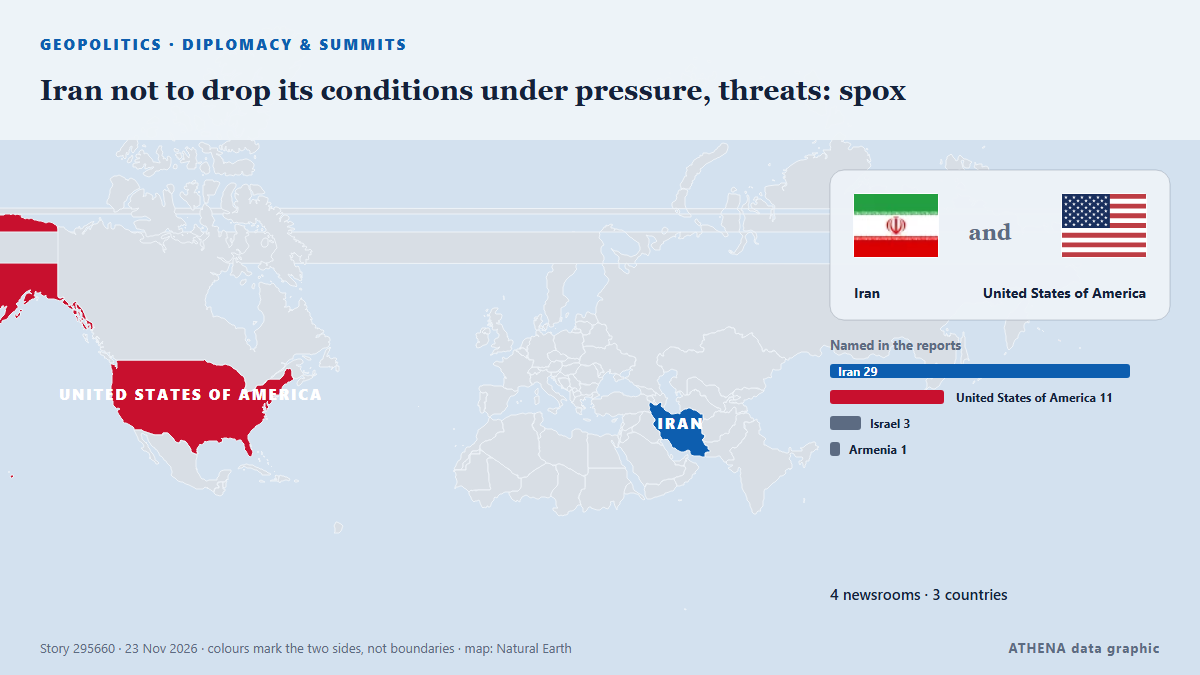 GEOPOLITICS · DIPLOMACY & SUMMITS
Iran not to drop its conditions under pressure, threats: spox
and
Iran
United States of America
Named in the reports
Iran 29
United States of America 11
Israel 3
Armenia 1
UNITED STATES OF AMERICA
IRAN
4 newsrooms · 3 countries
Story 295660 · 23 Nov 2026 · colours mark the two sides, not boundaries · map: Natural Earth
ATHENA data graphic